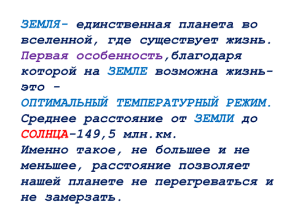 ЗЕМЛЯ- единственная планета во
вселенной, где существует жизнь.
Первая особенность,благодаря
которой на ЗЕМЛЕ возможна жизнь-
это -
ОПТИМАЛЬНЫЙ ТЕМПЕРАТУРНЫЙ РЕЖИМ.
Среднее расстояние от ЗЕМЛИ до
СОЛНЦА-149,5 млн.км.
Именно такое, не большее и не
меньшее, расстояние позволяет
нашей планете не перегреваться и
не замерзать.